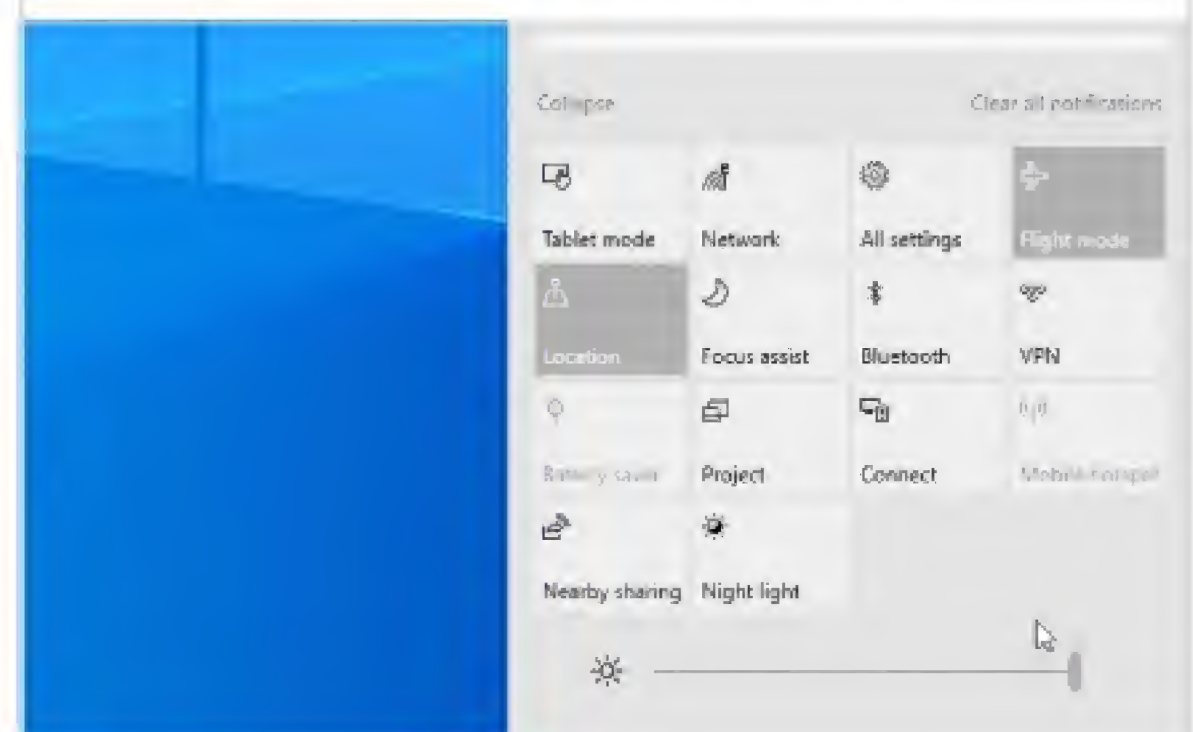 Collapse Clear all notifications
Tablet mode Network All settings Flight mode
Location Focus assist Bluetooth VPN
Battery saver Project Connect Mobile hotspot
Nearby sharing Night light